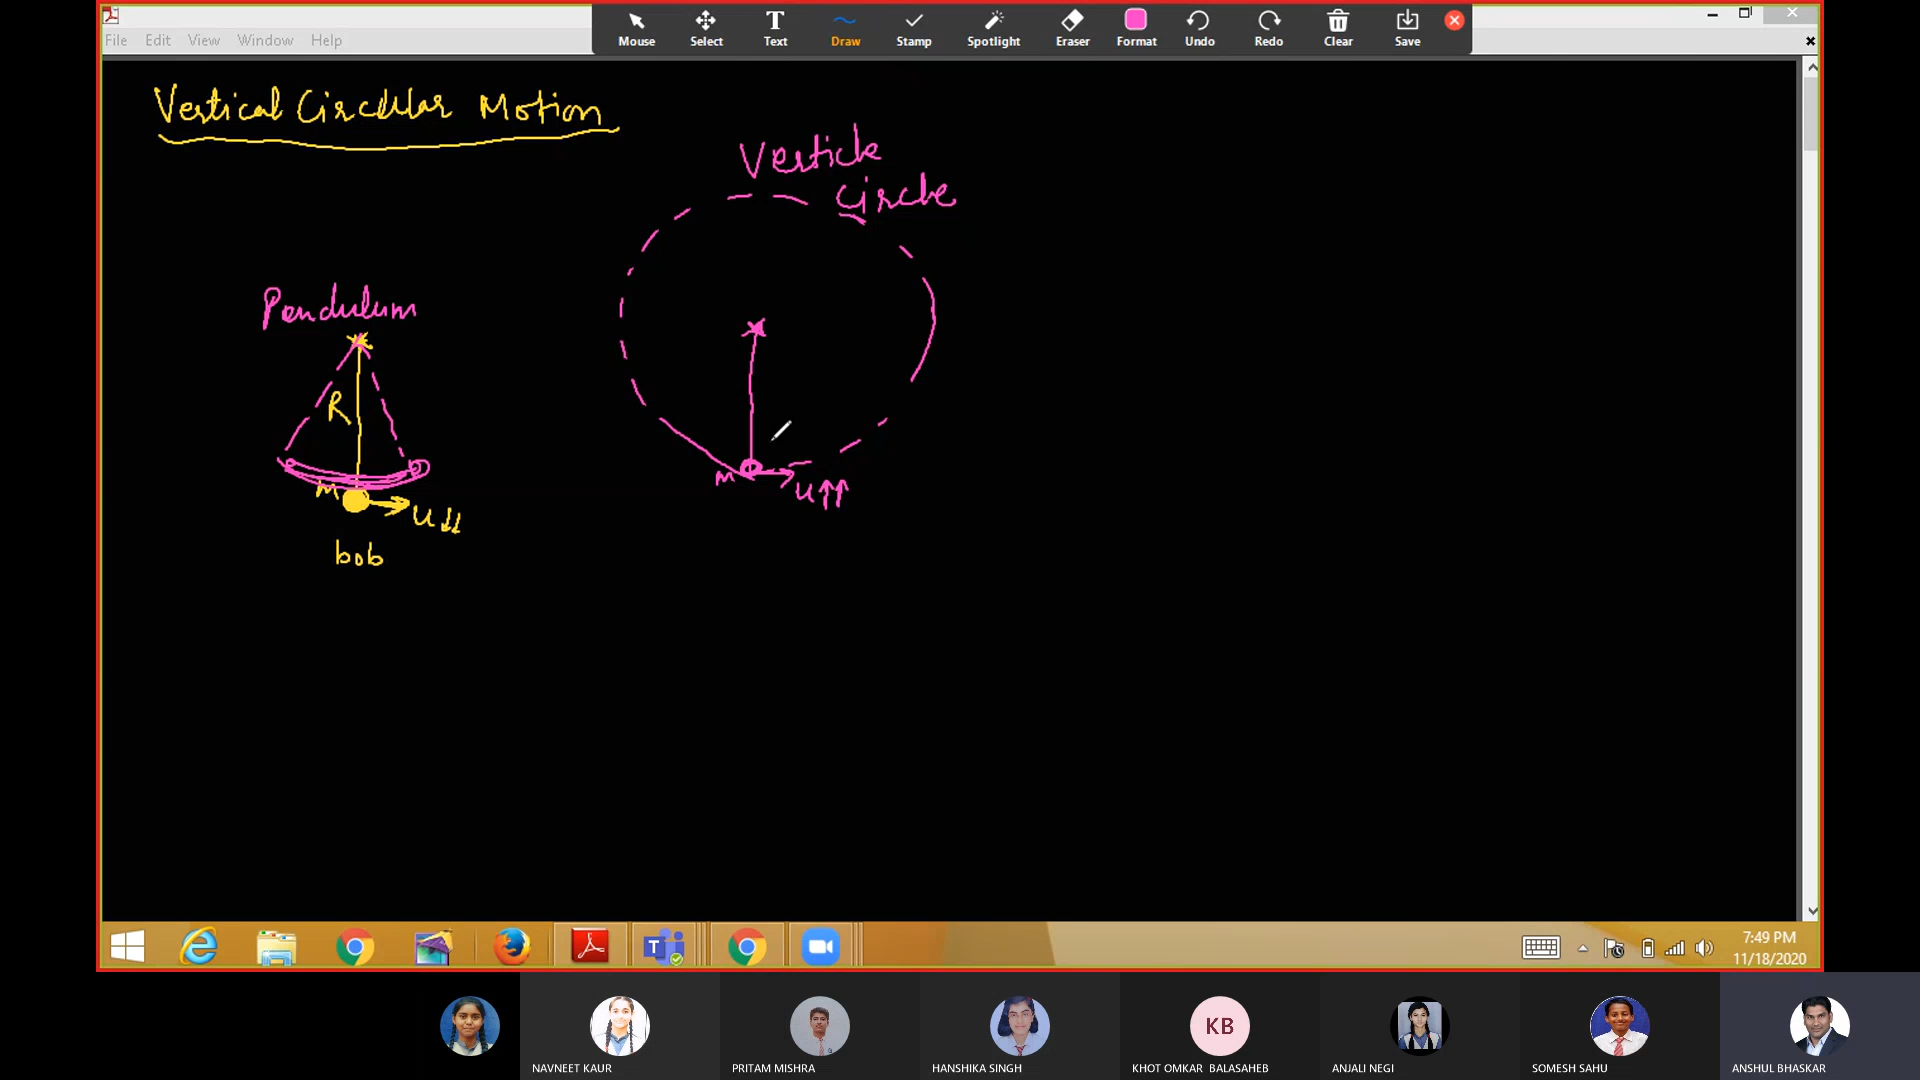 Mouse Select Text Draw Stamp Spotlight Eraser Format Undo Redo Clear Save
File Edit View Window Help
Vertical Circular Motion
Verticle
Circle
Pendulum
R
m
u↓↓
bob
m
u↑↑
7:49 PM
11/18/2020
KB
NAVNEET KAUR
PRITAM MISHRA
HANSHIKA SINGH
KHOT OMKAR BALASAHEB
ANJALI NEGI
SOMESH SAHU
ANSHUL BHASKAR